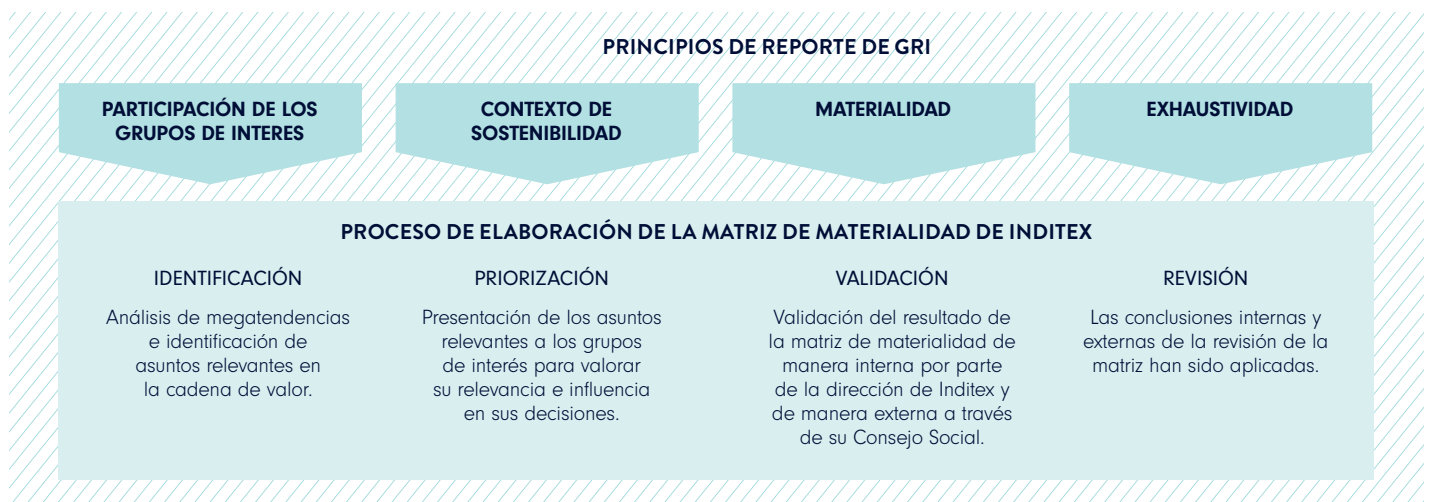 PRINCIPIOS DE REPORTE DE GRI
PARTICIPACIÓN DE LOS
GRUPOS DE INTERES
CONTEXTO DE
SOSTENIBILIDAD
MATERIALIDAD
EXHAUSTIVIDAD
PROCESO DE ELABORACIÓN DE LA MATRIZ DE MATERIALIDAD DE INDITEX
IDENTIFICACIÓN
Análisis de megatendencias
e identificación de
asuntos relevantes en
la cadena de valor.
PRIORIZACIÓN
Presentación de los asuntos
relevantes a los grupos
de interés para valorar
su relevancia e influencia
en sus decisiones.
VALIDACIÓN
Validación del resultado de
la matriz de materialidad de
manera interna por parte
de la dirección de Inditex y
de manera externa a través
de su Consejo Social.
REVISIÓN
Las conclusiones internas y
externas de la revisión de la
matriz han sido aplicadas.